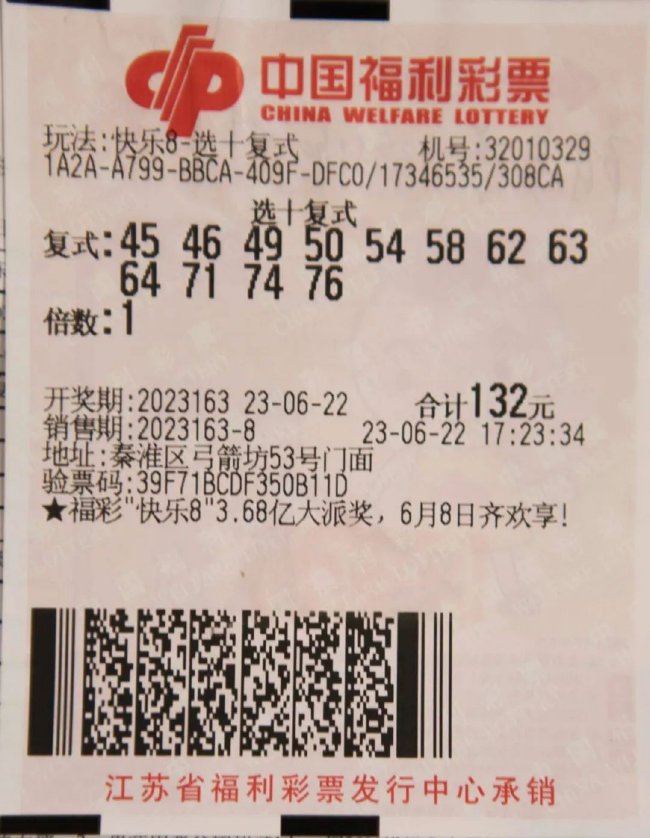 中国福利彩票
CHINA WELFARE LOTTERY
玩法:快乐8-选十复式 机号:32010329
1A2A-A799-BBCA-409F-DFC0/17346535/308CA
选十复式
复式:45 46 49 50 54 58 62 63
64 71 74 76
倍数:1
开奖期:2023163 23-06-22 合计132元
销售期:2023163-8 23-06-22 17:23:34
地址:秦淮区弓箭坊53号门面
验票码:39F71BCDF350B11D
★福彩"快乐8"3.68亿大派奖，6月8日齐欢享!
江苏省福利彩票发行中心承销